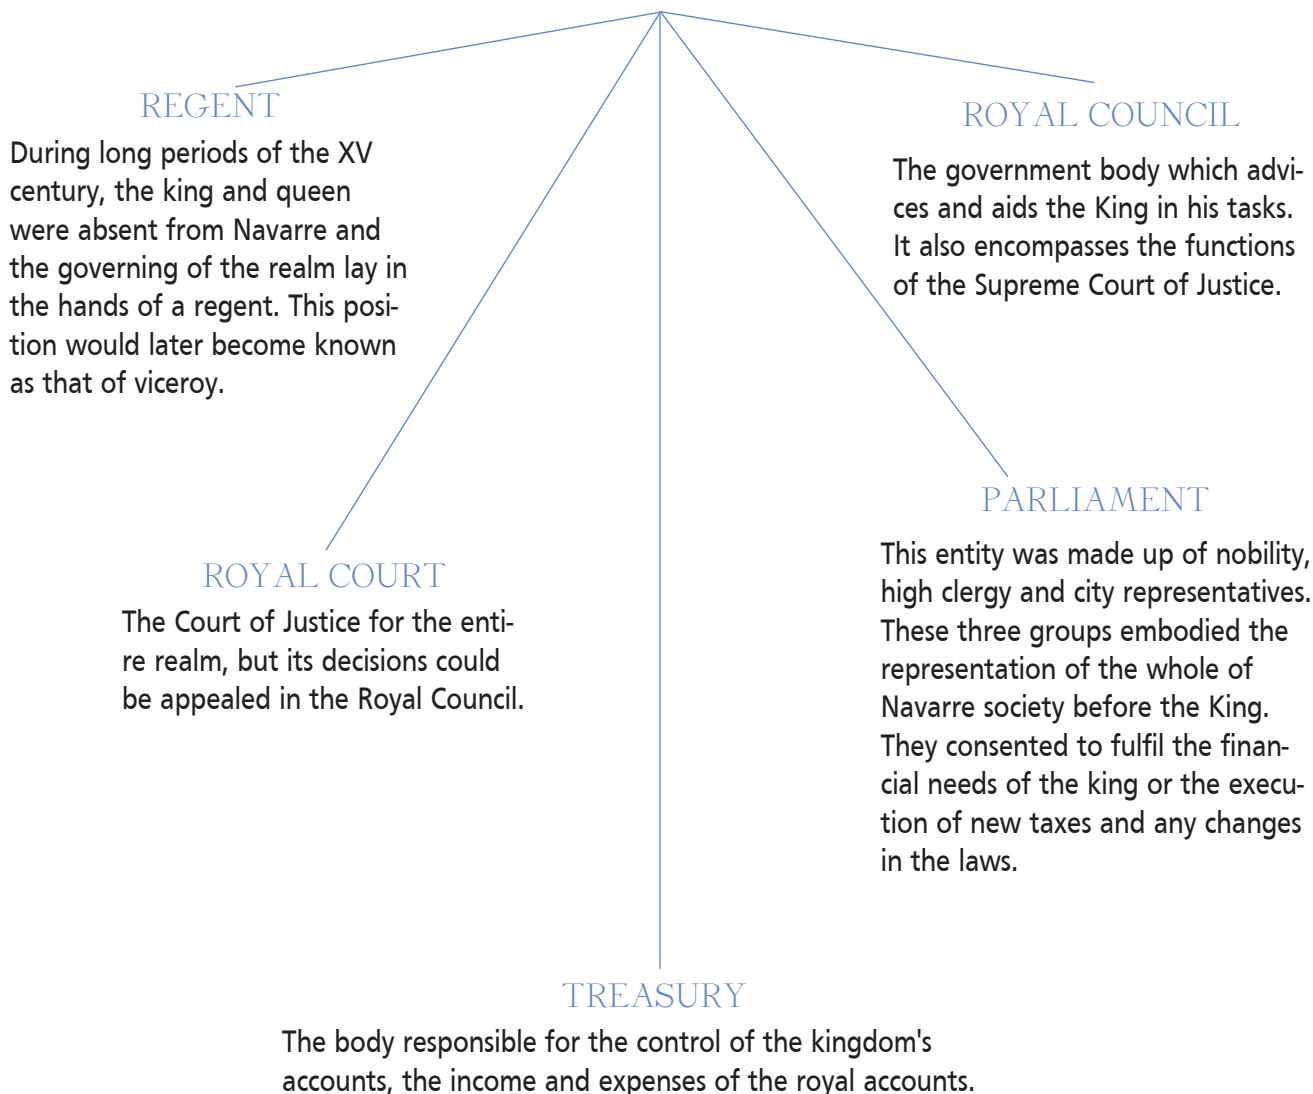 REGENT
During long periods of the XV
century, the king and queen
were absent from Navarre and
the governing of the realm lay in
the hands of a regent. This posi-
tion would later become known
as that of viceroy.
ROYAL COUNCIL
The government body which advi-
ces and aids the King in his tasks.
It also encompasses the functions
of the Supreme Court of Justice.
ROYAL COURT
The Court of Justice for the enti-
re realm, but its decisions could
be appealed in the Royal Council.
PARLIAMENT
This entity was made up of nobility,
high clergy and city representatives.
These three groups embodied the
representation of the whole of
Navarre society before the King.
They consented to fulfil the finan-
cial needs of the king or the execu-
tion of new taxes and any changes
in the laws.
TREASURY
The body responsible for the control of the kingdom's
accounts, the income and expenses of the royal accounts.